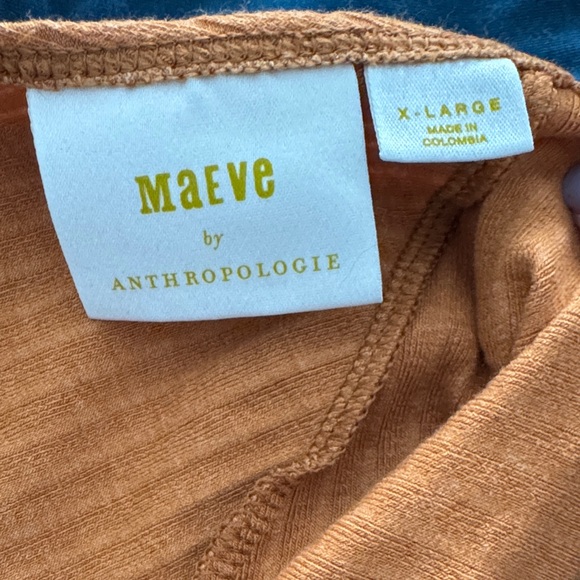 MaEVe
by
ANTHROPOLOGIE
X-LARGE
MADE IN
COLOMBIA